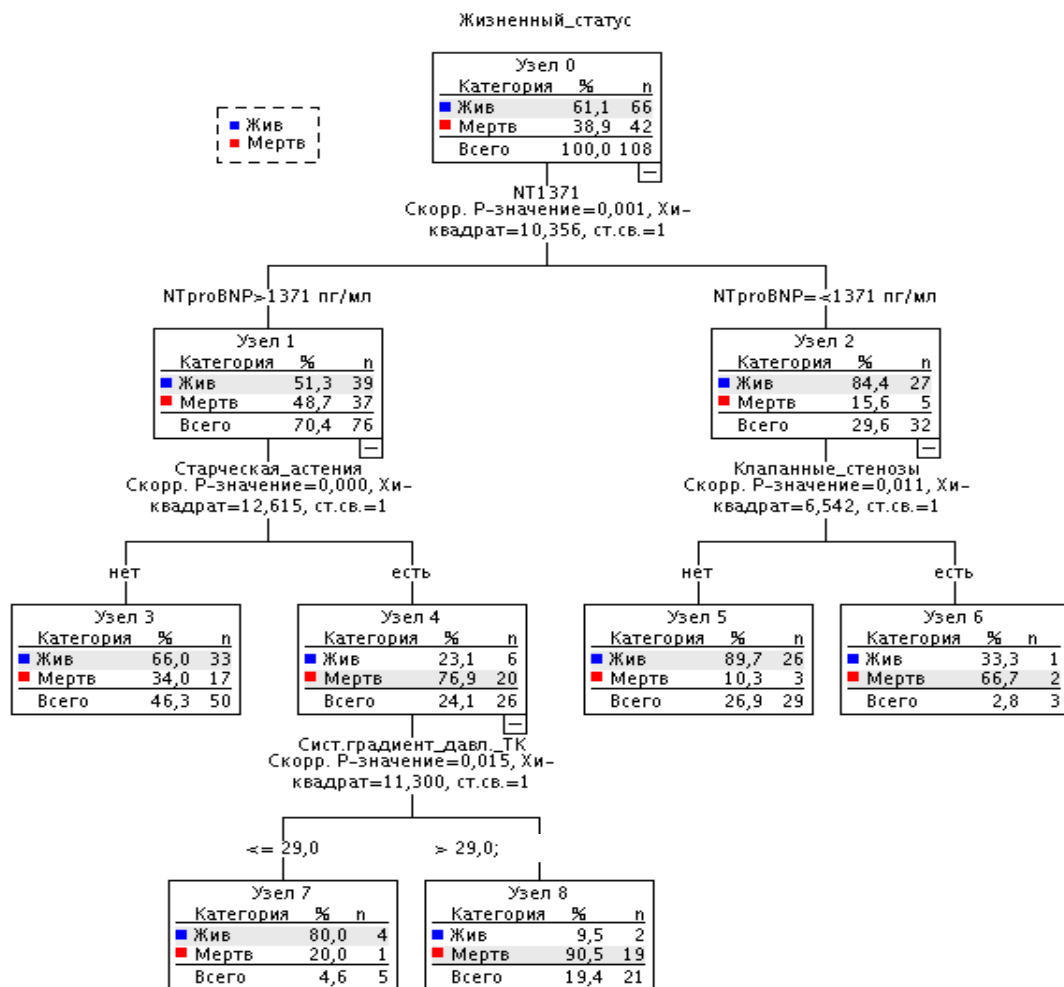 Жизненный_статус
Узел 0
Категория % n
Жив 61,1 66
Мертв 38,9 42
Всего 100,0 108
Жив
Мертв
NT1371
Скорр. Р-значение=0,001, Хи-
квадрат=10,356, ст.св.=1
NTproBNP>1371 пг/мл
NTproBNP=<1371 пг/мл
Узел 1
Категория % n
Жив 51,3 39
Мертв 48,7 37
Всего 70,4 76
Узел 2
Категория % n
Жив 84,4 27
Мертв 15,6 5
Всего 29,6 32
Старческая_астения
Скорр. Р-значение=0,000, Хи-
квадрат=12,615, ст.св.=1
Клапанные_стенозы
Скорр. Р-значение=0,011, Хи-
квадрат=6,542, ст.св.=1
нет
есть
нет
есть
Узел 3
Категория % n
Жив 66,0 33
Мертв 34,0 17
Всего 46,3 50
Узел 4
Категория % n
Жив 23,1 6
Мертв 76,9 20
Всего 24,1 26
Узел 5
Категория % n
Жив 89,7 26
Мертв 10,3 3
Всего 26,9 29
Узел 6
Категория % n
Жив 33,3 1
Мертв 66,7 2
Всего 2,8 3
Сист.градиент_давл._ТК
Скорр. Р-значение=0,015, Хи-
квадрат=11,300, ст.св.=1
<= 29,0
> 29,0;
Узел 7
Категория % n
Жив 80,0 4
Мертв 20,0 1
Всего 4,6 5
Узел 8
Категория % n
Жив 9,5 2
Мертв 90,5 19
Всего 19,4 21